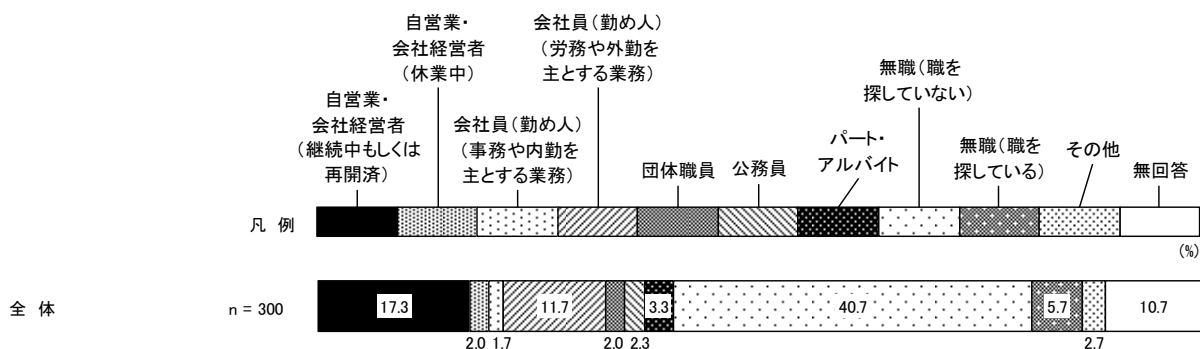 自営業・
会社経営者
(継続中もしくは
再開済)
自営業・
会社経営者
(休業中)
会社員(勤め人)
(事務や内勤を
主とする業務)
会社員(勤め人)
(労務や外勤を
主とする業務)
団体職員
公務員
パート・
アルバイト
無職(職を
探していない)
無職(職を
探している)
その他
無回答
凡 例
(%)
全 体
n = 300
17.3
2.0
1.7
11.7
2.0
2.3
3.3
40.7
5.7
2.7
10.7